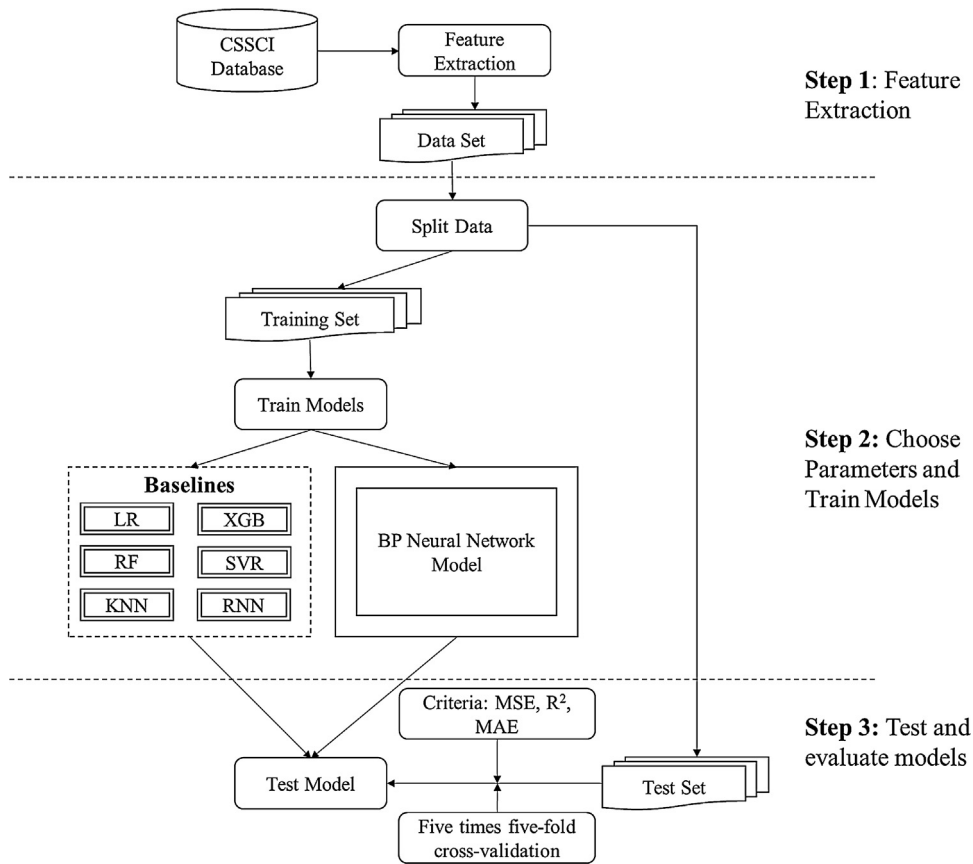 CSSCI
Database
Feature
Extraction
Step 1: Feature
Extraction
Data Set
Split Data
Training Set
Train Models
Step 2: Choose
Parameters and
Train Models
Baselines
LR
XGB
RF
SVR
KNN
RNN
BP Neural Network
Model
Criteria: MSE, R²,
MAE
Step 3: Test and
evaluate models
Test Model
Test Set
Five times five-fold
cross-validation